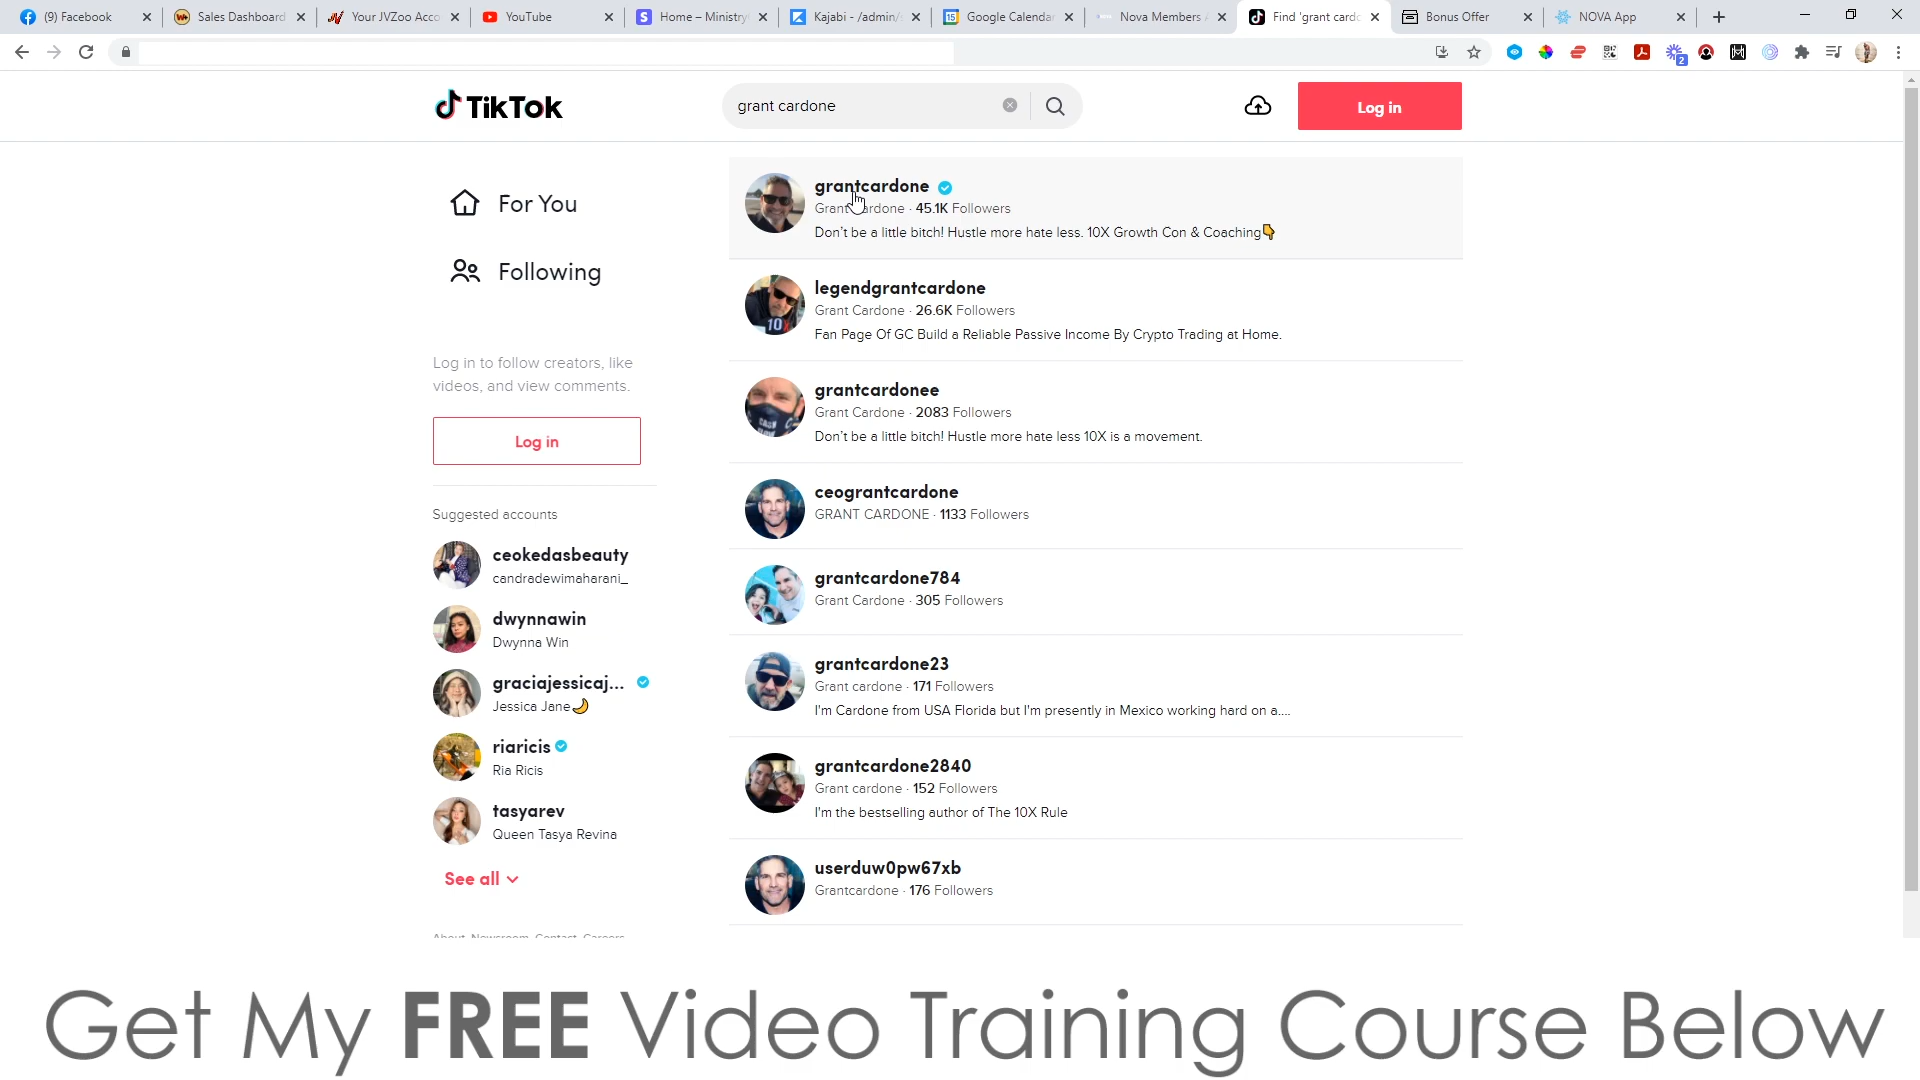 (9) Facebook
Sales Dashboard
Your JVZoo Acco
YouTube
Home – Ministry
Kajabi - /admin/
Google Calendar
Nova Members
Find 'grant cardo
Bonus Offer
NOVA App
2
TikTok
grant cardone
Log in
For You
Following
Log in to follow creators, like
videos, and view comments.
Log in
Suggested accounts
ceokedasbeauty
candradewimaharani_
dwynnawin
Dwynna Win
graciajessicaj...
Jessica Jane🌙
riaricis
Ria Ricis
tasyarev
Queen Tasya Revina
See all
About Newsroom Contact Careers
grantcardone
Grant Cardone · 45.1K Followers
Don't be a little bitch! Hustle more hate less. 10X Growth Con & Coaching👇
legendgrantcardone
Grant Cardone · 26.6K Followers
Fan Page Of GC Build a Reliable Passive Income By Crypto Trading at Home.
grantcardonee
Grant Cardone · 2083 Followers
Don't be a little bitch! Hustle more hate less 10X is a movement.
ceograntcardone
GRANT CARDONE · 1133 Followers
grantcardone784
Grant Cardone · 305 Followers
grantcardone23
Grant cardone · 171 Followers
I'm Cardone from USA Florida but I'm presently in Mexico working hard on a....
grantcardone2840
Grant cardone · 152 Followers
I'm the bestselling author of The 10X Rule
userduw0pw67xb
Grantcardone · 176 Followers
Get My FREE Video Training Course Below